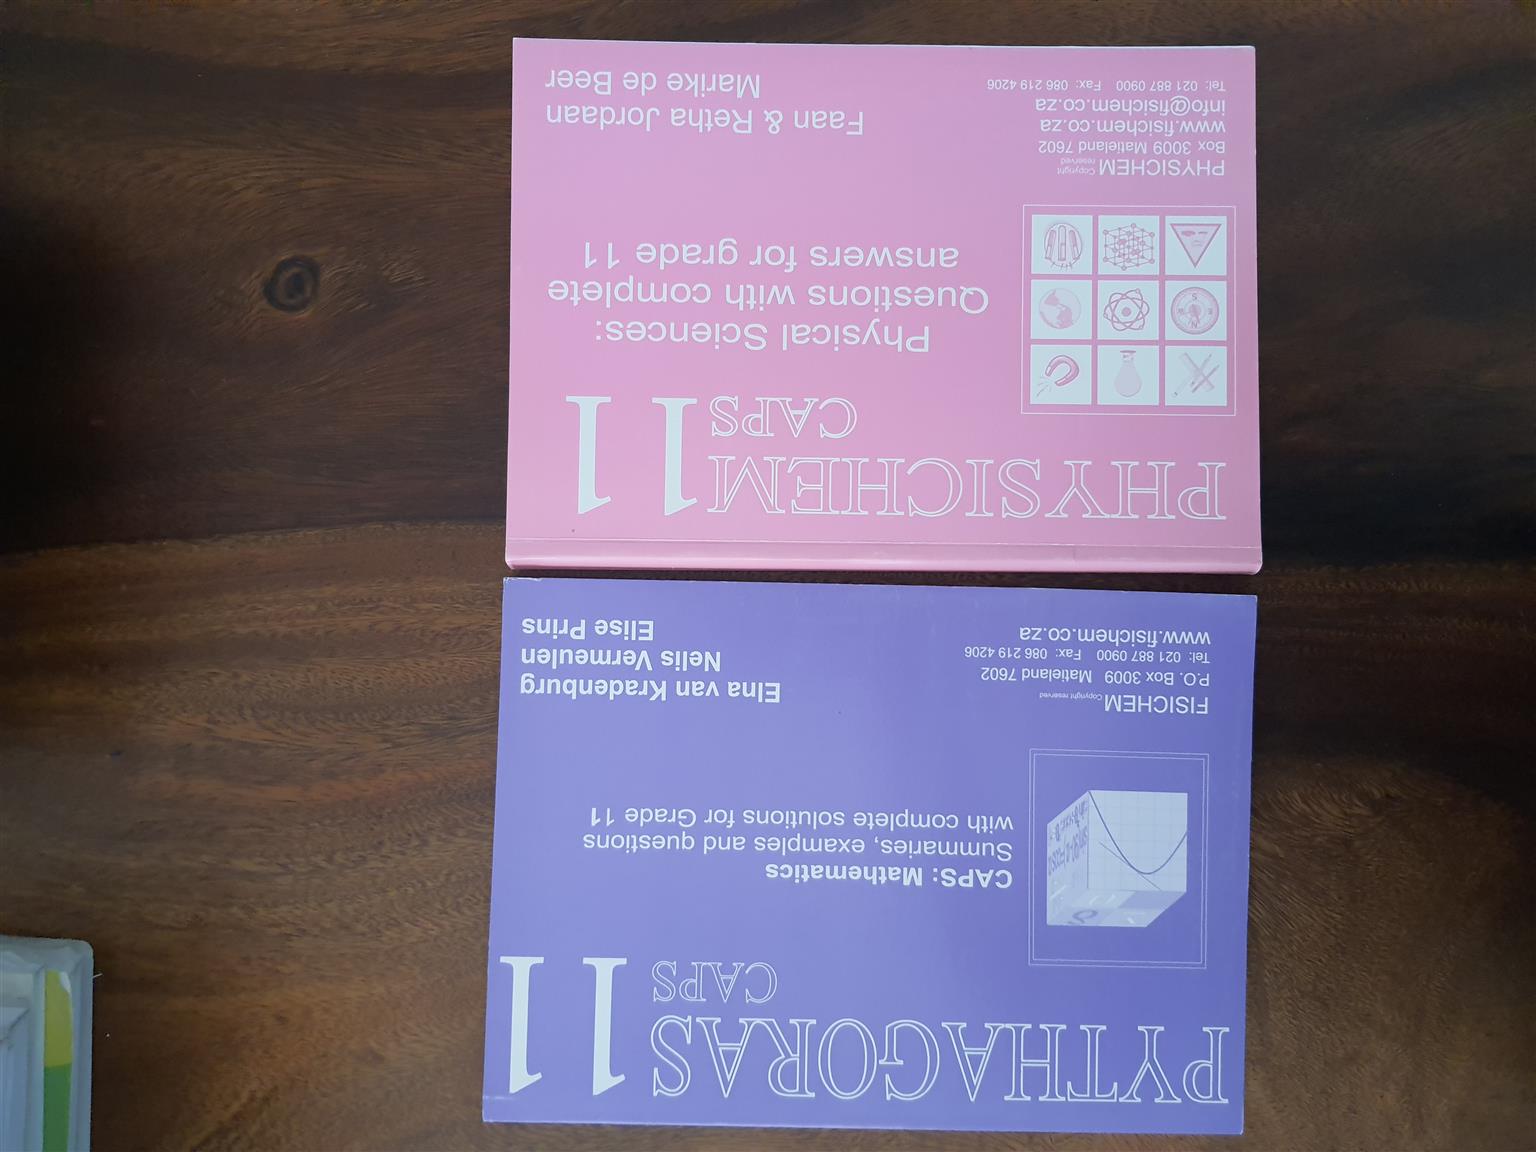 PYTHAGORAS 11
CAPS
CAPS: Mathematics
Summaries, examples and questions
with complete solutions for Grade 11
FISICHEM Copyright reserved
P.O. Box 3009 Matieland 7602
Tel: 021 887 0900 Fax: 086 219 4206
www.fisichem.co.za
Elna van Kradenburg
Nelis Vermeulen
Elise Prins
PHYSICHEM 11
CAPS
Physical Sciences:
Questions with complete
answers for grade 11
N
S
PHYSICHEM Copyright reserved
Box 3009 Matieland 7602
www.fisichem.co.za
info@fisichem.co.za
Tel: 021 887 0900 Fax: 086 219 4206
Faan & Retha Jordaan
Marike de Beer